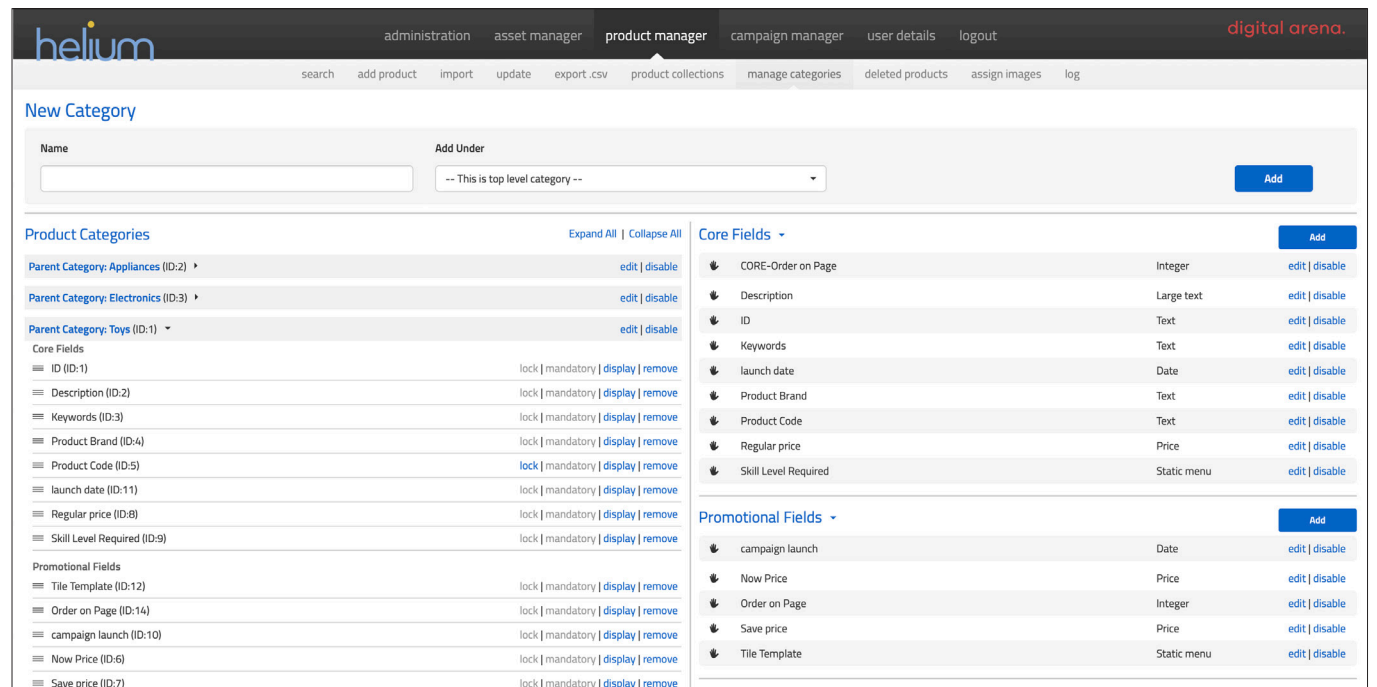 helium
administration asset manager product manager campaign manager user details logout
digital arena.
search add product import update export .csv product collections manage categories deleted products assign images log
New Category
Name Add Under
-- This is top level category -- Add
Product Categories Expand All | Collapse All
Parent Category: Appliances (ID:2) edit | disable
Parent Category: Electronics (ID:3) edit | disable
Parent Category: Toys (ID:1) edit | disable
Core Fields
ID (ID:1) lock | mandatory | display | remove
Description (ID:2) lock | mandatory | display | remove
Keywords (ID:3) lock | mandatory | display | remove
Product Brand (ID:4) lock | mandatory | display | remove
Product Code (ID:5) lock | mandatory | display | remove
launch date (ID:11) lock | mandatory | display | remove
Regular price (ID:8) lock | mandatory | display | remove
Skill Level Required (ID:9) lock | mandatory | display | remove
Promotional Fields
Tile Template (ID:12) lock | mandatory | display | remove
Order on Page (ID:14) lock | mandatory | display | remove
campaign launch (ID:10) lock | mandatory | display | remove
Now Price (ID:6) lock | mandatory | display | remove
Save price (ID:7) lock | mandatory | display | remove
Core Fields Add
CORE-Order on Page Integer edit | disable
Description Large text edit | disable
ID Text edit | disable
Keywords Text edit | disable
launch date Date edit | disable
Product Brand Text edit | disable
Product Code Text edit | disable
Regular price Price edit | disable
Skill Level Required Static menu edit | disable
Promotional Fields Add
campaign launch Date edit | disable
Now Price Price edit | disable
Order on Page Integer edit | disable
Save price Price edit | disable
Tile Template Static menu edit | disable